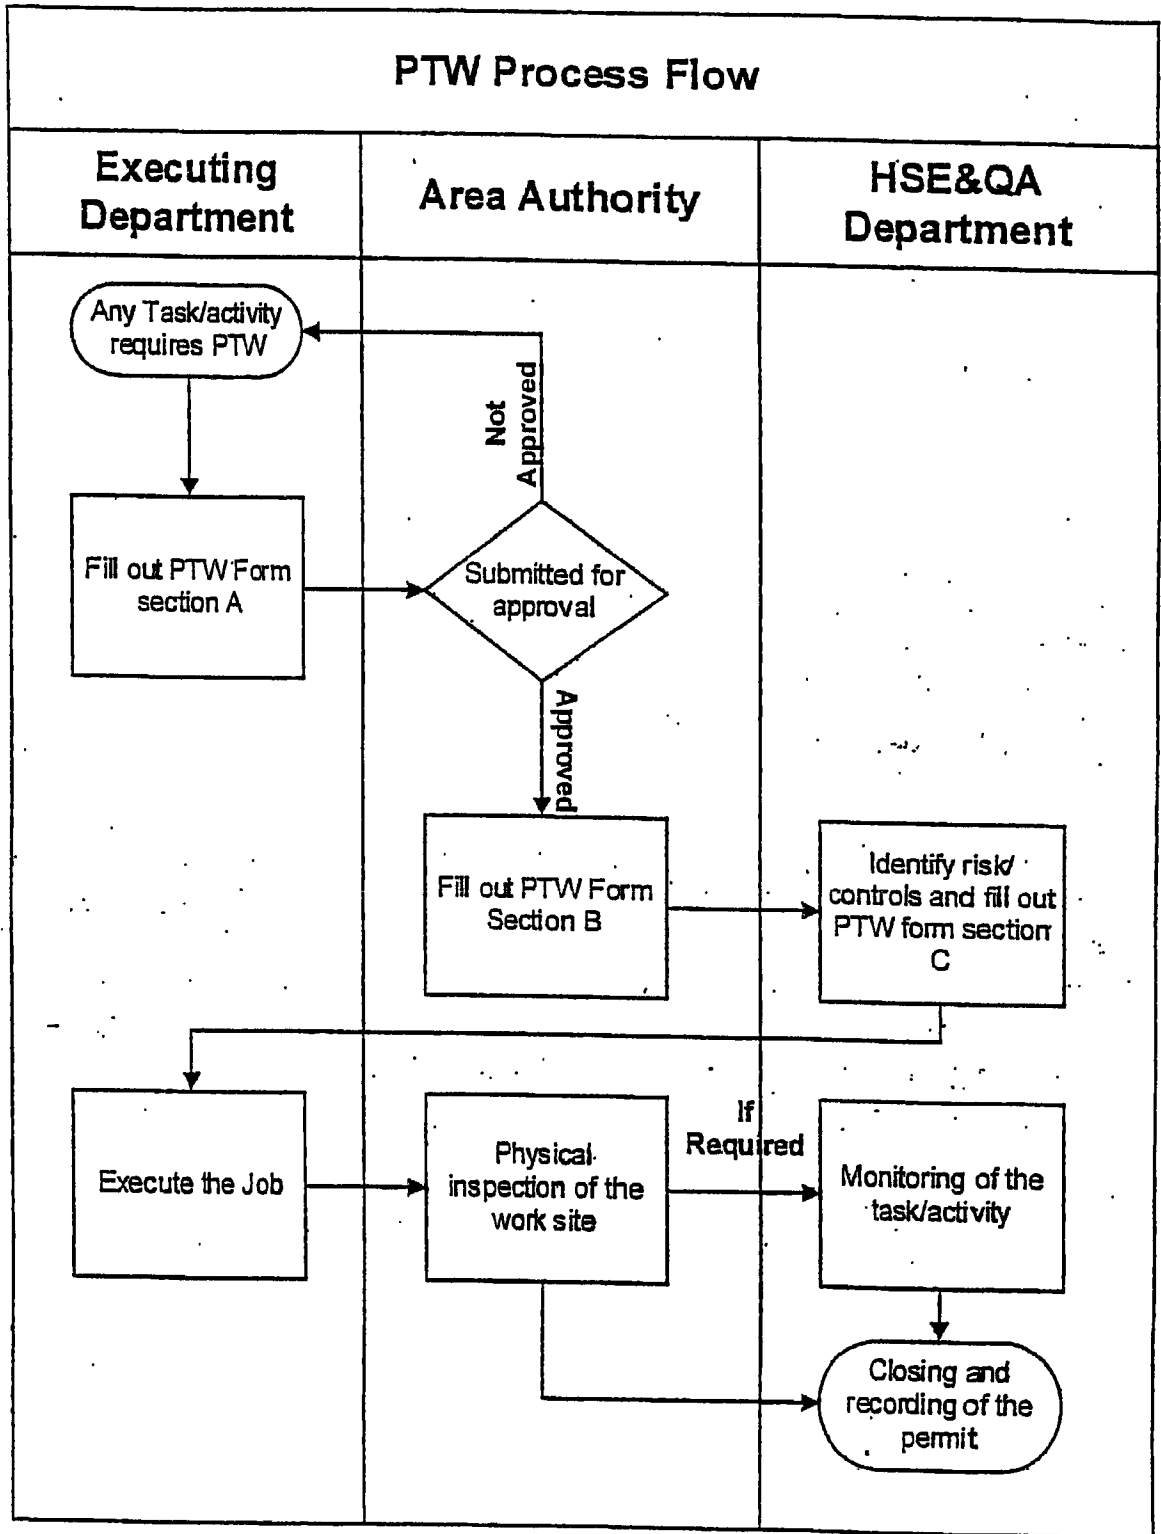 PTW Process Flow
Executing
Department
Area Authority
HSE&QA
Department
Any Task/activity
requires PTW
Not
Approved
Fill out PTW Form
section A
Submitted for
approval
Approved
Fill out PTW Form
Section B
Identify risk/
controls and fill out
PTW form section
C
Execute the Job
Physical
inspection of the
work site
If
Required
Monitoring of the
task/activity
Closing and
recording of the
permit